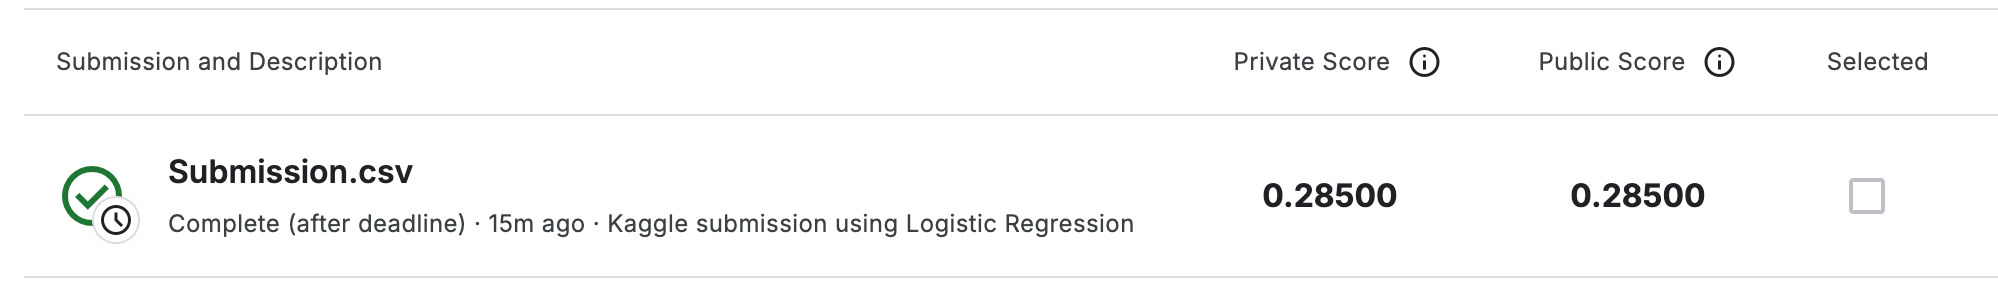 Submission and Description Private Score Public Score Selected
Submission.csv
0.28500 0.28500
Complete (after deadline) · 15m ago · Kaggle submission using Logistic Regression